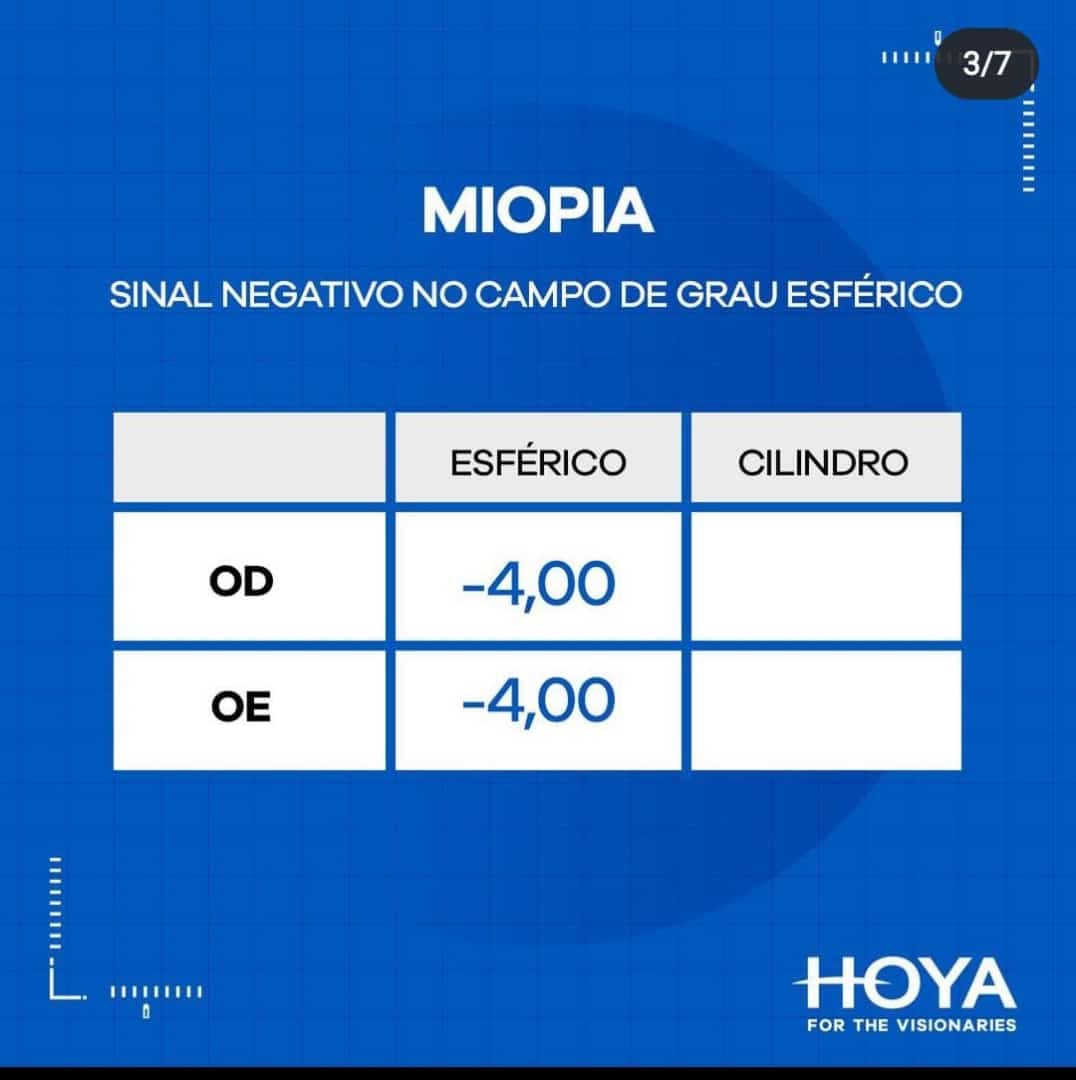 3/7
MIOPIA
SINAL NEGATIVO NO CAMPO DE GRAU ESFÉRICO
ESFÉRICO CILINDRO
OD -4,00
OE -4,00
HOYA
FOR THE VISIONARIES